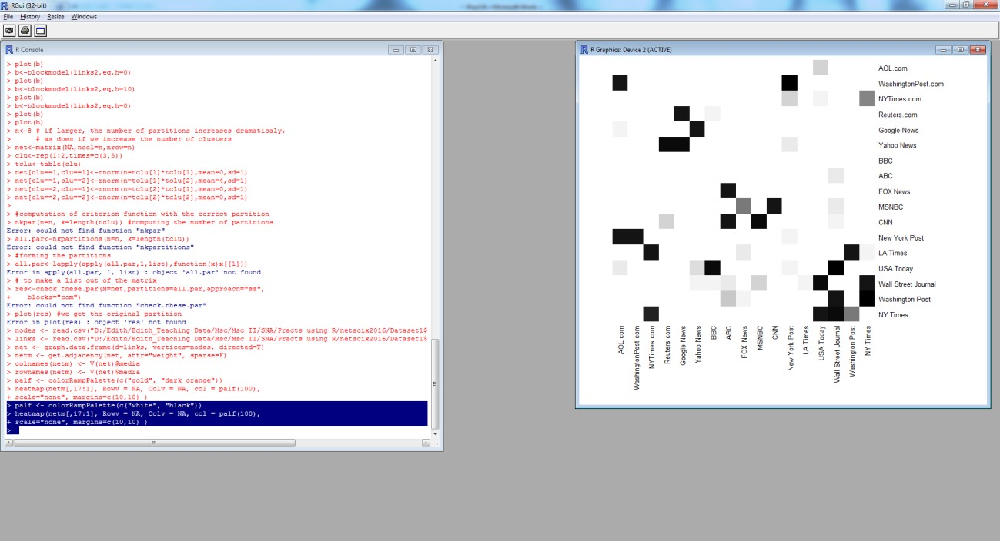 RGui (32-bit)
File History Resize Windows
R Console
> plot(b)
> b<-blockmodel(links2,eq,h=0)
> plot(b)
> b<-blockmodel(links2,eq,h=10)
> plot(b)
> b<-blockmodel(links2,eq,h=0)
> plot(b)
> plot(b)
> n<-8 # if larger, the number of partitions increases dramaticaly,
> # as does if we increase the number of clusters
> net<-matrix(NA,ncol=n,nrow=n)
> clu<-rep(1:2,times=c(3,5))
> tclu<-table(clu)
> net[clu==1,clu==1]<-rnorm(n=tclu[1]*tclu[1],mean=0,sd=1)
> net[clu==1,clu==2]<-rnorm(n=tclu[1]*tclu[2],mean=4,sd=1)
> net[clu==2,clu==1]<-rnorm(n=tclu[2]*tclu[1],mean=0,sd=1)
> net[clu==2,clu==2]<-rnorm(n=tclu[2]*tclu[2],mean=0,sd=1)
>
> #computation of criterion function with the correct partition
> nkpar(n=n, k=length(tclu)) #computing the number of partitions
Error: could not find function "nkpar"
> all.par<-nkpartitions(n=n, k=length(tclu))
Error: could not find function "nkpartitions"
> #forming the partitions
> all.par<-lapply(apply(all.par,1,list),function(x)x[[1]])
Error in apply(all.par, 1, list) : object 'all.par' not found
> # to make a list out of the matrix
> res<-check.these.par(M=net,partitions=all.par,approach="ss",
+ blocks="com")
Error: could not find function "check.these.par"
> plot(res) #we get the original partition
Error in plot(res) : object 'res' not found
> nodes <- read.csv("D:/Edith/Edith_Teaching Data/Msc/Msc II/SNA/Practs using R/netscix2016/Dataset1$
> links <- read.csv("D:/Edith/Edith_Teaching Data/Msc/Msc II/SNA/Practs using R/netscix2016/Dataset1$
> net <- graph.data.frame(d=links, vertices=nodes, directed=T)
> netm <- get.adjacency(net, attr="weight", sparse=F)
> colnames(netm) <- V(net)$media
> rownames(netm) <- V(net)$media
> palf <- colorRampPalette(c("gold", "dark orange"))
> heatmap(netm[,17:1], Rowv = NA, Colv = NA, col = palf(100),
+ scale="none", margins=c(10,10) )
> palf <- colorRampPalette(c("white", "black"))
> heatmap(netm[,17:1], Rowv = NA, Colv = NA, col = palf(100),
+ scale="none", margins=c(10,10) )
>
R Graphics: Device 2 (ACTIVE)
AOL.com
WashingtonPost.com
NYTimes.com
Reuters.com
Google News
Yahoo News
BBC
ABC
FOX News
MSNBC
CNN
New York Post
LA Times
USA Today
Wall Street Journal
Washington Post
NY Times
AOL.com
WashingtonPost.com
NYTimes.com
Reuters.com
Google News
Yahoo News
BBC
ABC
FOX News
MSNBC
CNN
New York Post
LA Times
USA Today
Wall Street Journal
Washington Post
NY Times